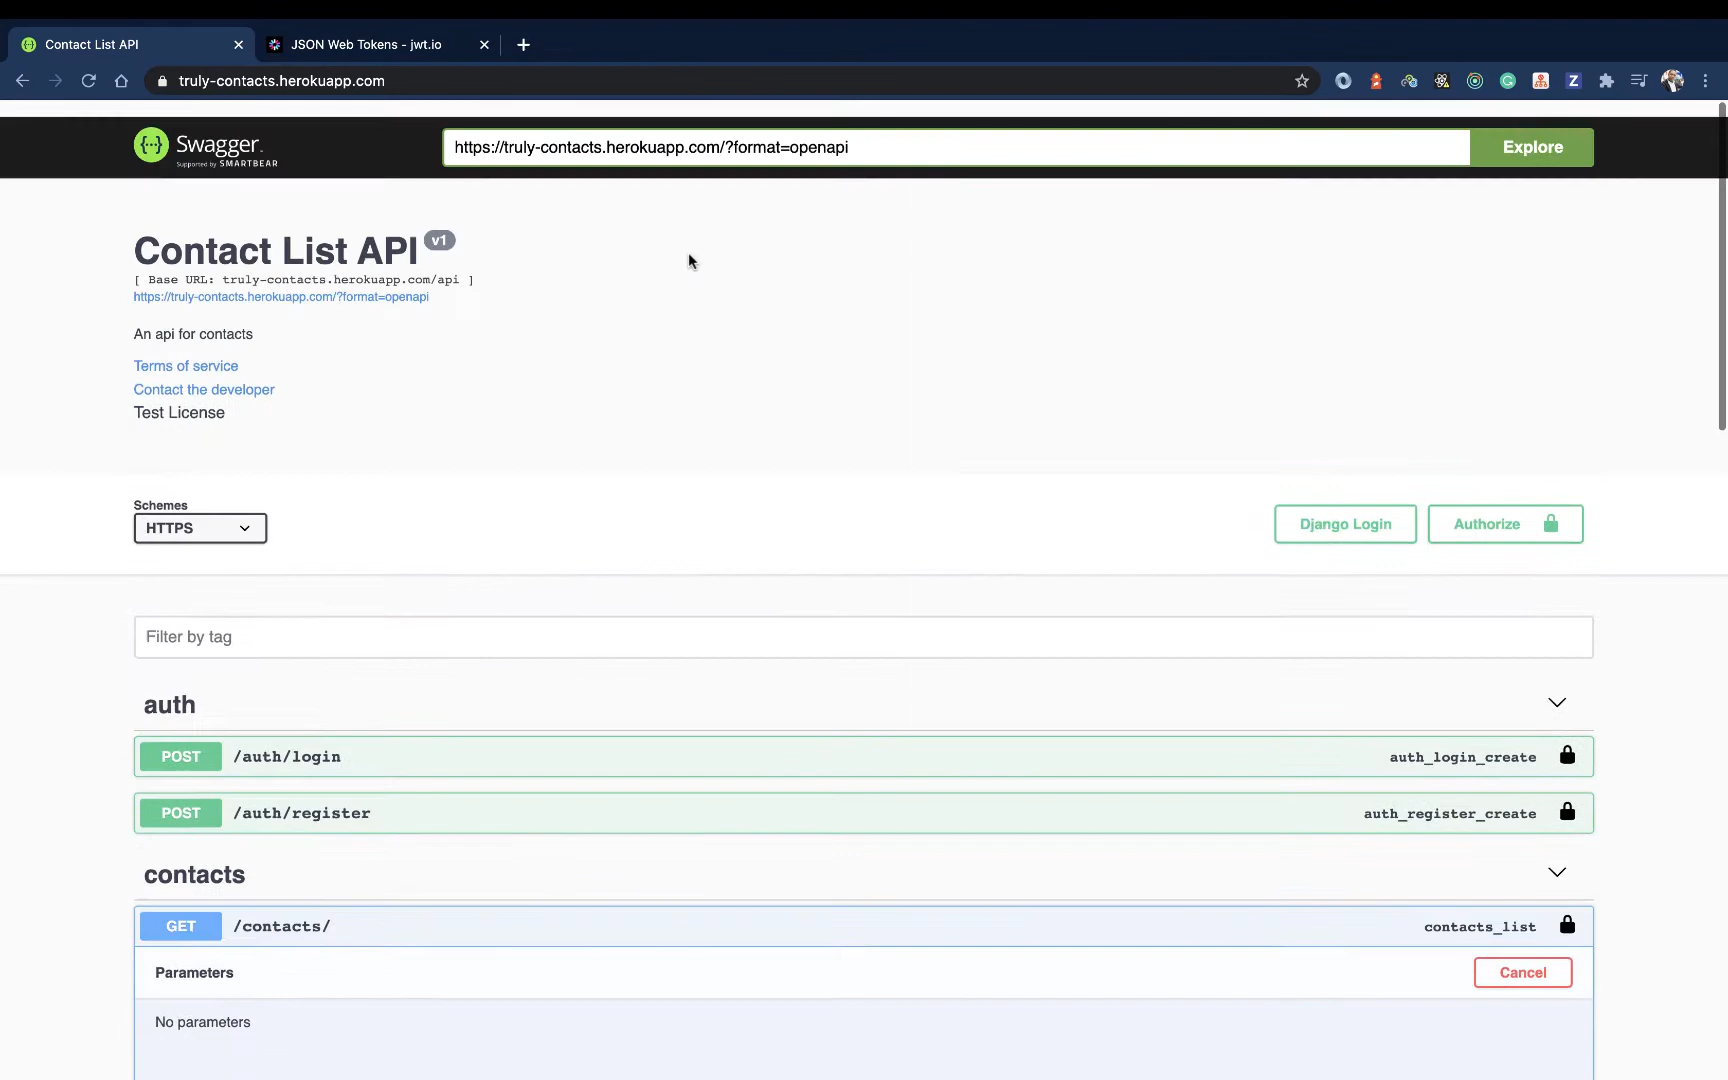 Contact List API
JSON Web Tokens - jwt.io
truly-contacts.herokuapp.com
Swagger.
Supported by SMARTBEAR
https://truly-contacts.herokuapp.com/?format=openapi
Explore
Contact List API v1
[ Base URL: truly-contacts.herokuapp.com/api ]
https://truly-contacts.herokuapp.com/?format=openapi
An api for contacts
Terms of service
Contact the developer
Test License
Schemes
HTTPS
Django Login
Authorize
Filter by tag
auth
POST /auth/login auth_login_create
POST /auth/register auth_register_create
contacts
GET /contacts/ contacts_list
Parameters
Cancel
No parameters